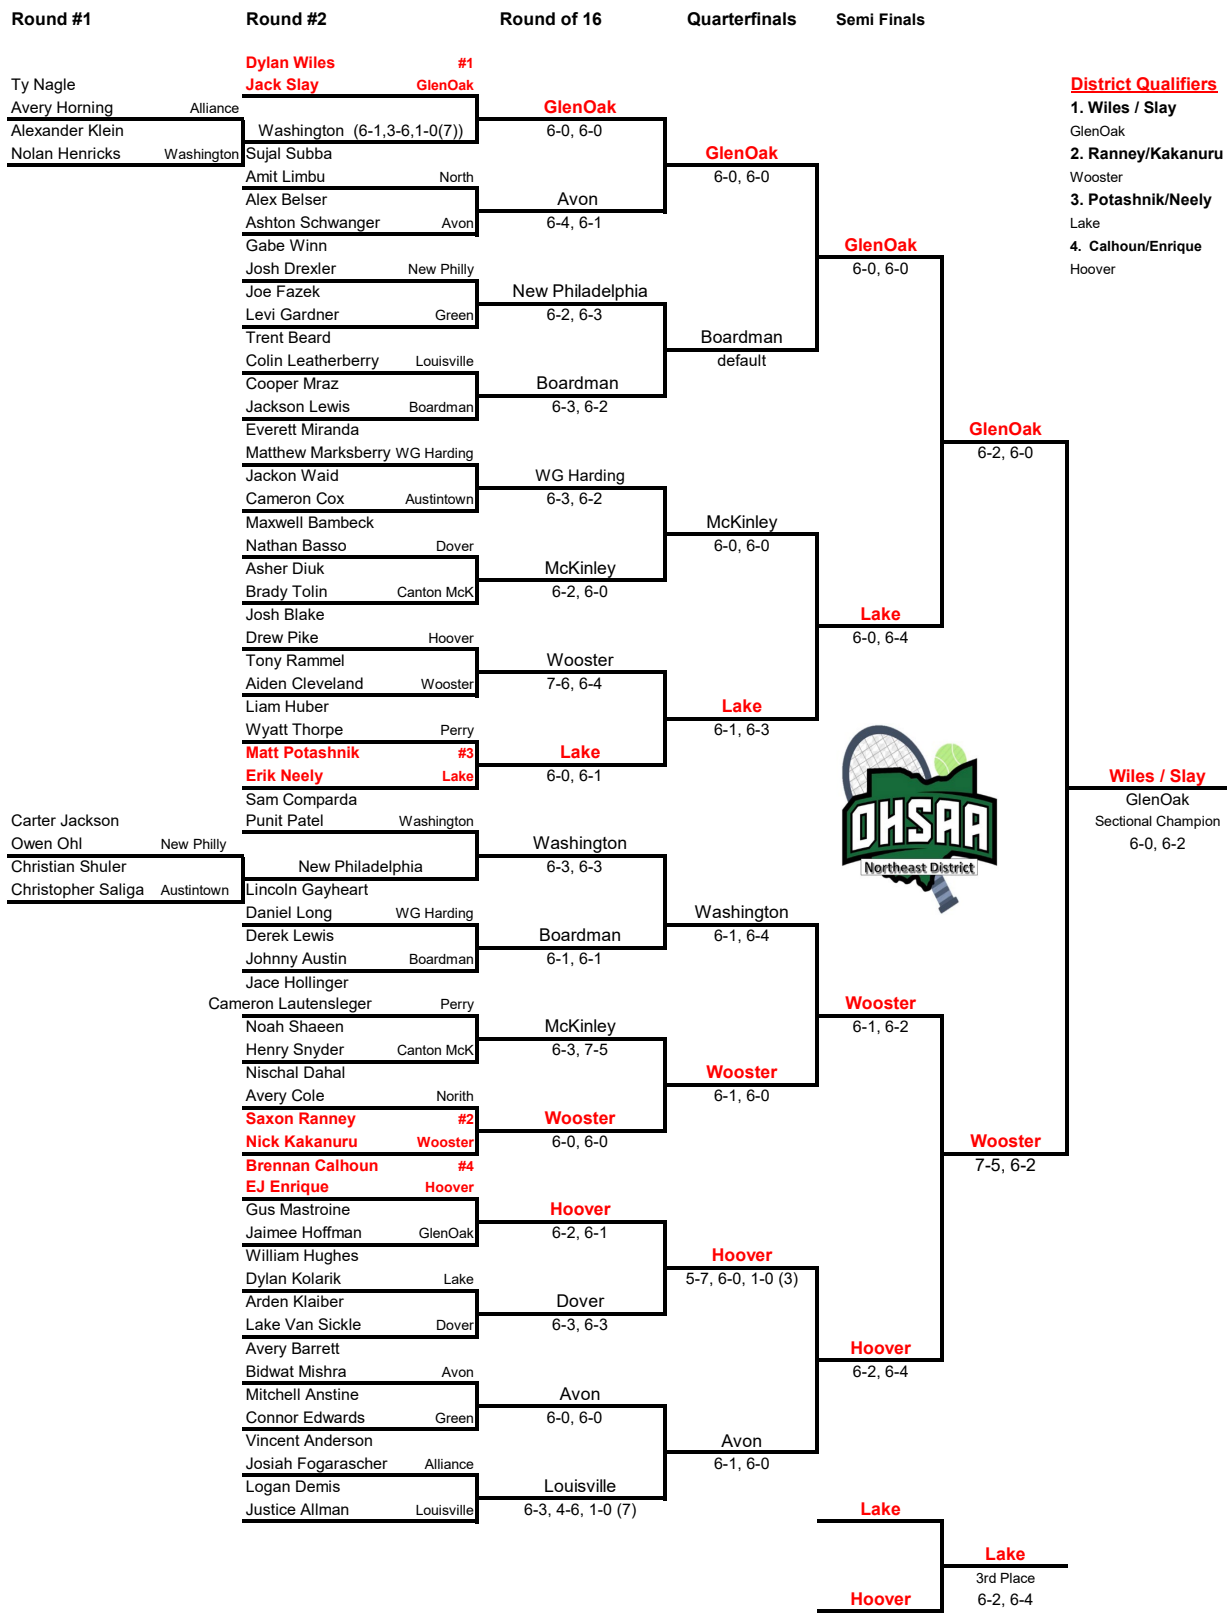 Round #1 Round #2 Round of 16 Quarterfinals Semi Finals
Dylan Wiles #1
Ty Nagle Jack Slay GlenOak District Qualifiers
Avery Horning Alliance GlenOak 1. Wiles / Slay
Alexander Klein Washington (6-1,3-6,1-0(7)) 6-0, 6-0 GlenOak
Nolan Henricks Washington Sujal Subba GlenOak 2. Ranney/Kakanuru
Amit Limbu North 6-0, 6-0 Wooster
Alex Belser Avon 3. Potashnik/Neely
Ashton Schwanger Avon 6-4, 6-1 Lake
Gabe Winn GlenOak 4. Calhoun/Enrique
Josh Drexler New Philly 6-0, 6-0 Hoover
Joe Fazek New Philadelphia
Levi Gardner Green 6-2, 6-3
Trent Beard Boardman
Colin Leatherberry Louisville default
Cooper Mraz Boardman
Jackson Lewis Boardman 6-3, 6-2
Everett Miranda GlenOak
Matthew Marksberry WG Harding 6-2, 6-0
Jackon Waid WG Harding
Cameron Cox Austintown 6-3, 6-2
Maxwell Bambeck McKinley
Nathan Basso Dover 6-0, 6-0
Asher Diuk McKinley
Brady Tolin Canton McK 6-2, 6-0
Josh Blake Lake
Drew Pike Hoover 6-0, 6-4
Tony Rammel Wooster
Aiden Cleveland Wooster 7-6, 6-4
Liam Huber Lake
Wyatt Thorpe Perry 6-1, 6-3
Matt Potashnik #3 Lake
Erik Neely Lake 6-0, 6-1 Wiles / Slay
Sam Comparda GlenOak
Carter Jackson Punit Patel Washington OHSAA Sectional Champion
Owen Ohl New Philly Washington 6-0, 6-2
Christian Shuler New Philadelphia 6-3, 6-3 Northeast District
Christopher Saliga Austintown Lincoln Gayheart
Daniel Long WG Harding Washington
Derek Lewis Boardman 6-1, 6-4
Johnny Austin Boardman 6-1, 6-1
Jace Hollinger
Cameron Lautensleger Perry Wooster
Noah Shaeen McKinley 6-1, 6-2
Henry Snyder Canton McK 6-3, 7-5
Nischal Dahal Wooster
Avery Cole Norith 6-1, 6-0
Saxon Ranney #2 Wooster
Nick Kakanuru Wooster 6-0, 6-0 Wooster
Brennan Calhoun #4 7-5, 6-2
EJ Enrique Hoover
Gus Mastroine Hoover
Jaimee Hoffman GlenOak 6-2, 6-1
William Hughes Hoover
Dylan Kolarik Lake 5-7, 6-0, 1-0 (3)
Arden Klaiber Dover
Lake Van Sickle Dover 6-3, 6-3
Avery Barrett Hoover
Bidwat Mishra Avon 6-2, 6-4
Mitchell Anstine Avon
Connor Edwards Green 6-0, 6-0
Vincent Anderson Avon
Josiah Fogarascher Alliance 6-1, 6-0
Logan Demis Louisville
Justice Allman Louisville 6-3, 4-6, 1-0 (7) Lake
Lake
3rd Place
Hoover 6-2, 6-4